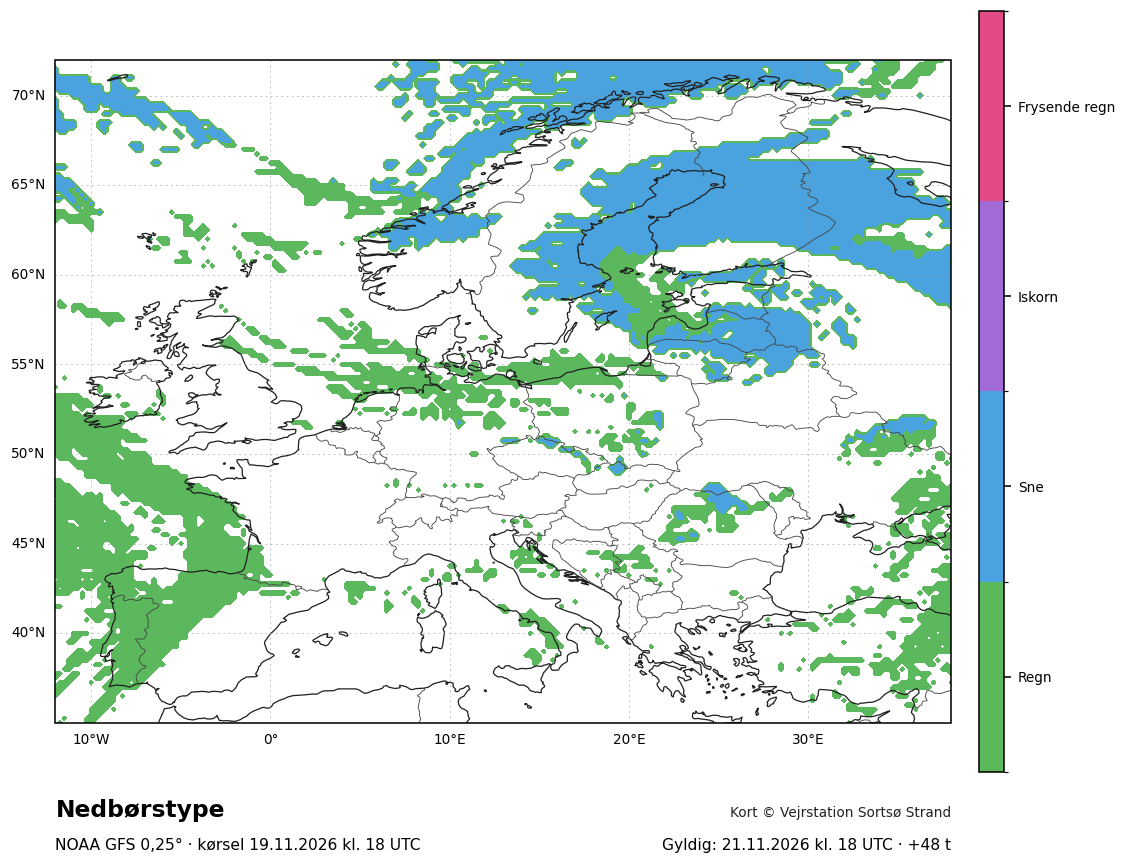 70°N
65°N
60°N
55°N
50°N
45°N
40°N
10°W
0°
10°E
20°E
30°E
Frysende regn
Iskorn
Sne
Regn
Nedbørstype
Kort © Vejrstation Sortsø Strand
NOAA GFS 0,25° · kørsel 19.11.2026 kl. 18 UTC
Gyldig: 21.11.2026 kl. 18 UTC · +48 t